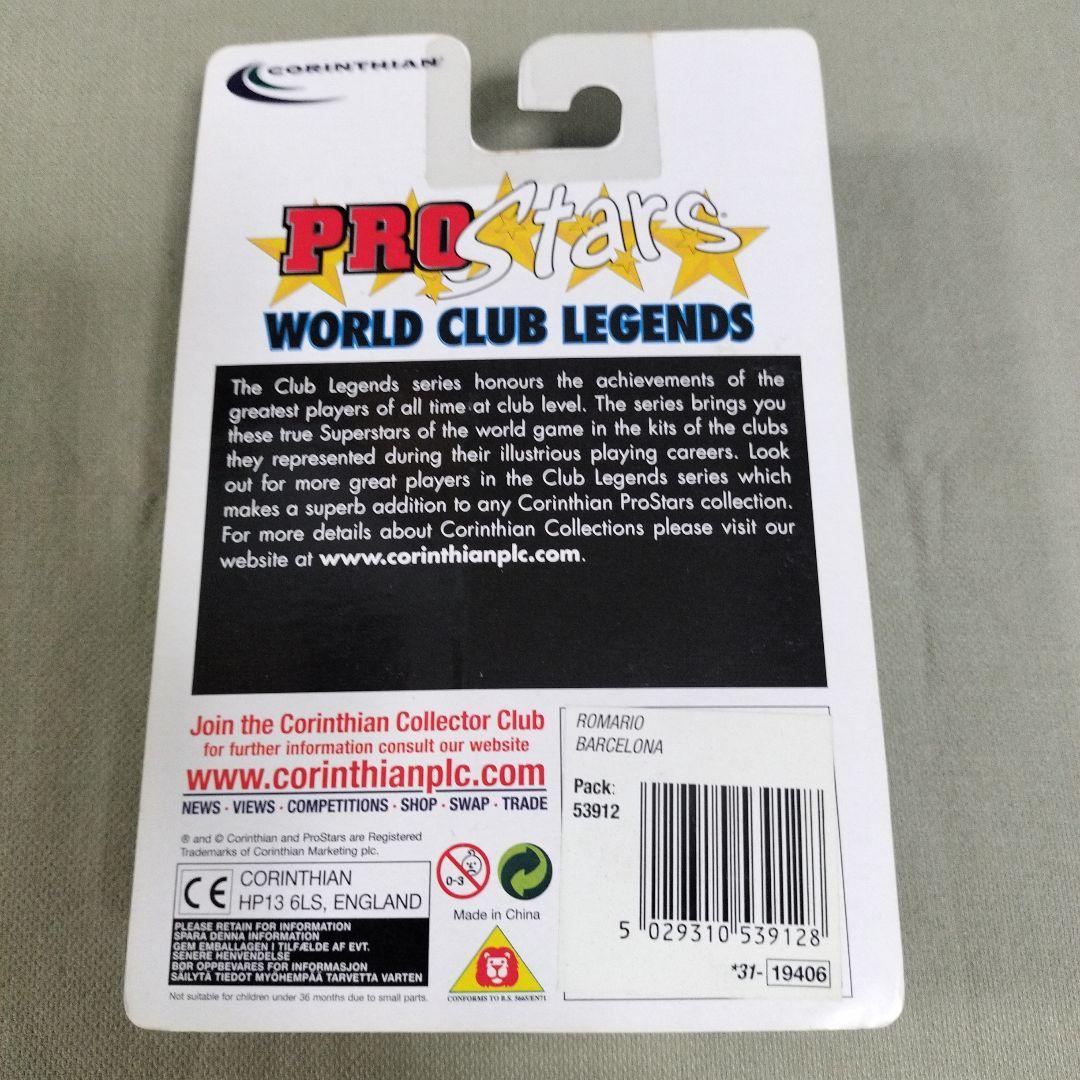 CORINTHIAN
PROStars
WORLD CLUB LEGENDS
The Club Legends series honours the achievements of the
greatest players of all time at club level. The series brings you
these true Superstars of the world game in the kits of the clubs
they represented during their illustrious playing careers. Look
out for more great players in the Club Legends series which
makes a superb addition to any Corinthian ProStars collection.
For more details about Corinthian Collections please visit our
website at www.corinthianplc.com.
Join the Corinthian Collector Club
for further information consult our website
www.corinthianplc.com
NEWS · VIEWS · COMPETITIONS · SHOP · SWAP · TRADE
® and © Corinthian and ProStars are Registered
Trademarks of Corinthian Marketing plc.
CE
CORINTHIAN
HP13 6LS, ENGLAND
PLEASE RETAIN FOR INFORMATION
SPARA DENNA INFORMATION
GEM EMBALLAGEN I TILFÆLDE AF EVT.
SENERE HENVENDELSE
BØR OPPBEVARES FOR INFORMASJON
SÄILYTÄ TIEDOT MYÖHEMPÄÄ TARVETTA VARTEN
Not suitable for children under 36 months due to small parts.
0-3
Made in China
CONFORMS TO B.S. 5665/EN71
ROMARIO
BARCELONA
Pack:
53912
5 029310 539128
*31- 19406